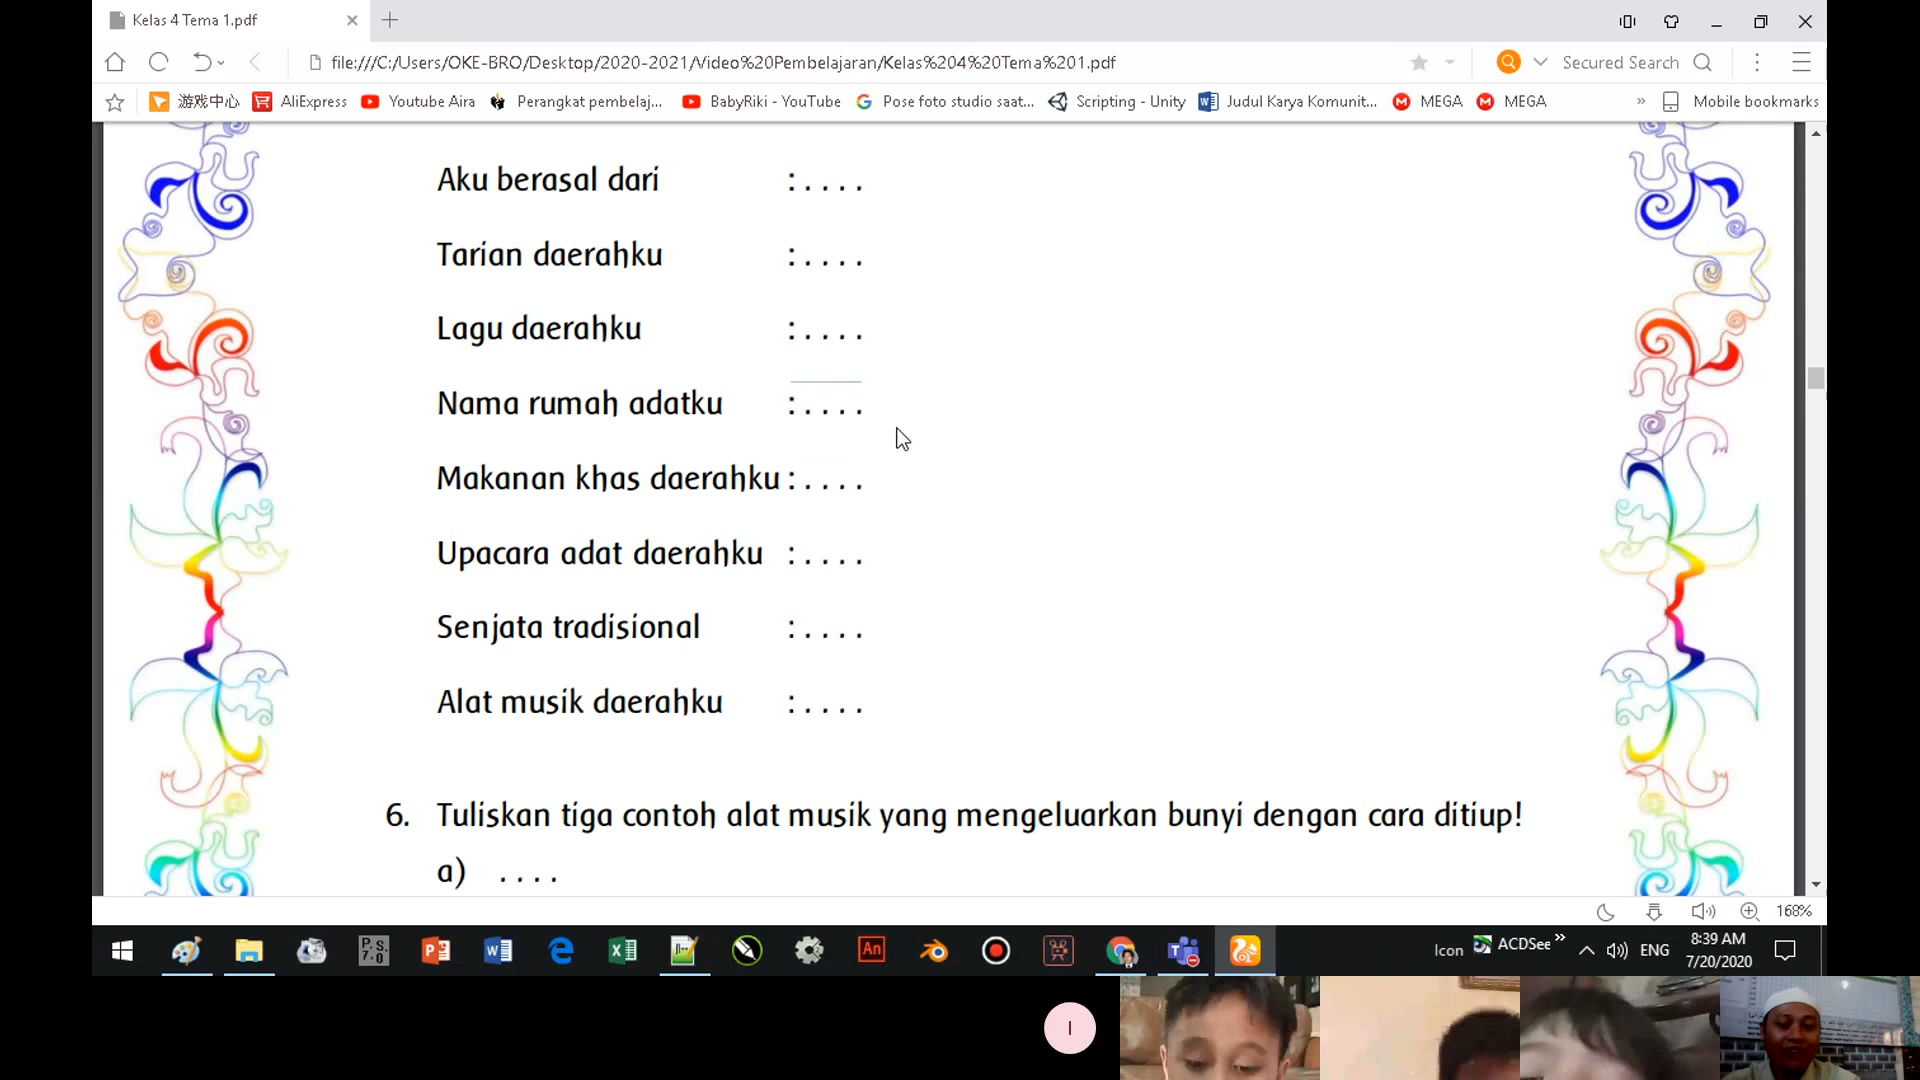 Kelas 4 Tema 1.pdf
file:///C:/Users/OKE-BRO/Desktop/2020-2021/Video%20Pembelajaran/Kelas%204%20Tema%201.pdf
Secured Search
游戏中心 AliExpress Youtube Aira Perangkat pembelaj... BabyRiki - YouTube Pose foto studio saat... Scripting - Unity Judul Karya Komunit... MEGA MEGA » Mobile bookmarks
Aku berasal dari : . . . .
Tarian daerahku : . . . .
Lagu daerahku : . . . .
Nama rumah adatku : . . . .
Makanan khas daerahku : . . . .
Upacara adat daerahku : . . . .
Senjata tradisional : . . . .
Alat musik daerahku : . . . .
6. Tuliskan tiga contoh alat musik yang mengeluarkan bunyi dengan cara ditiup!
a) . . . .
168%
P.S. 7.0
An
Icon ACDSee » ENG
8:39 AM
7/20/2020
I